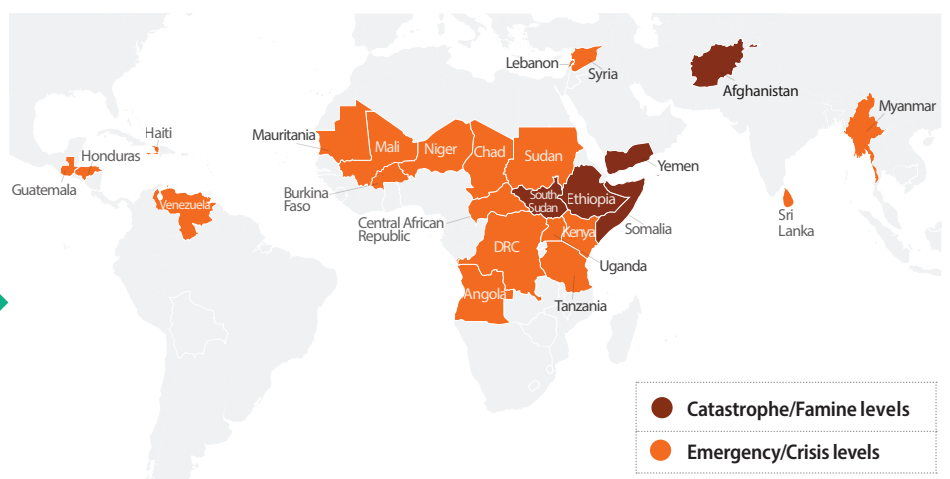 Lebanon
Syria
Afghanistan
Myanmar
Haiti
Honduras
Guatemala
Venezuela
Mauritania
Mali
Niger
Chad
Sudan
Yemen
Burkina
Faso
South
Sudan
Ethiopia
Central African
Republic
Somalia
Sri
Lanka
DRC
Kenya
Uganda
Angola
Tanzania
Catastrophe/Famine levels
Emergency/Crisis levels